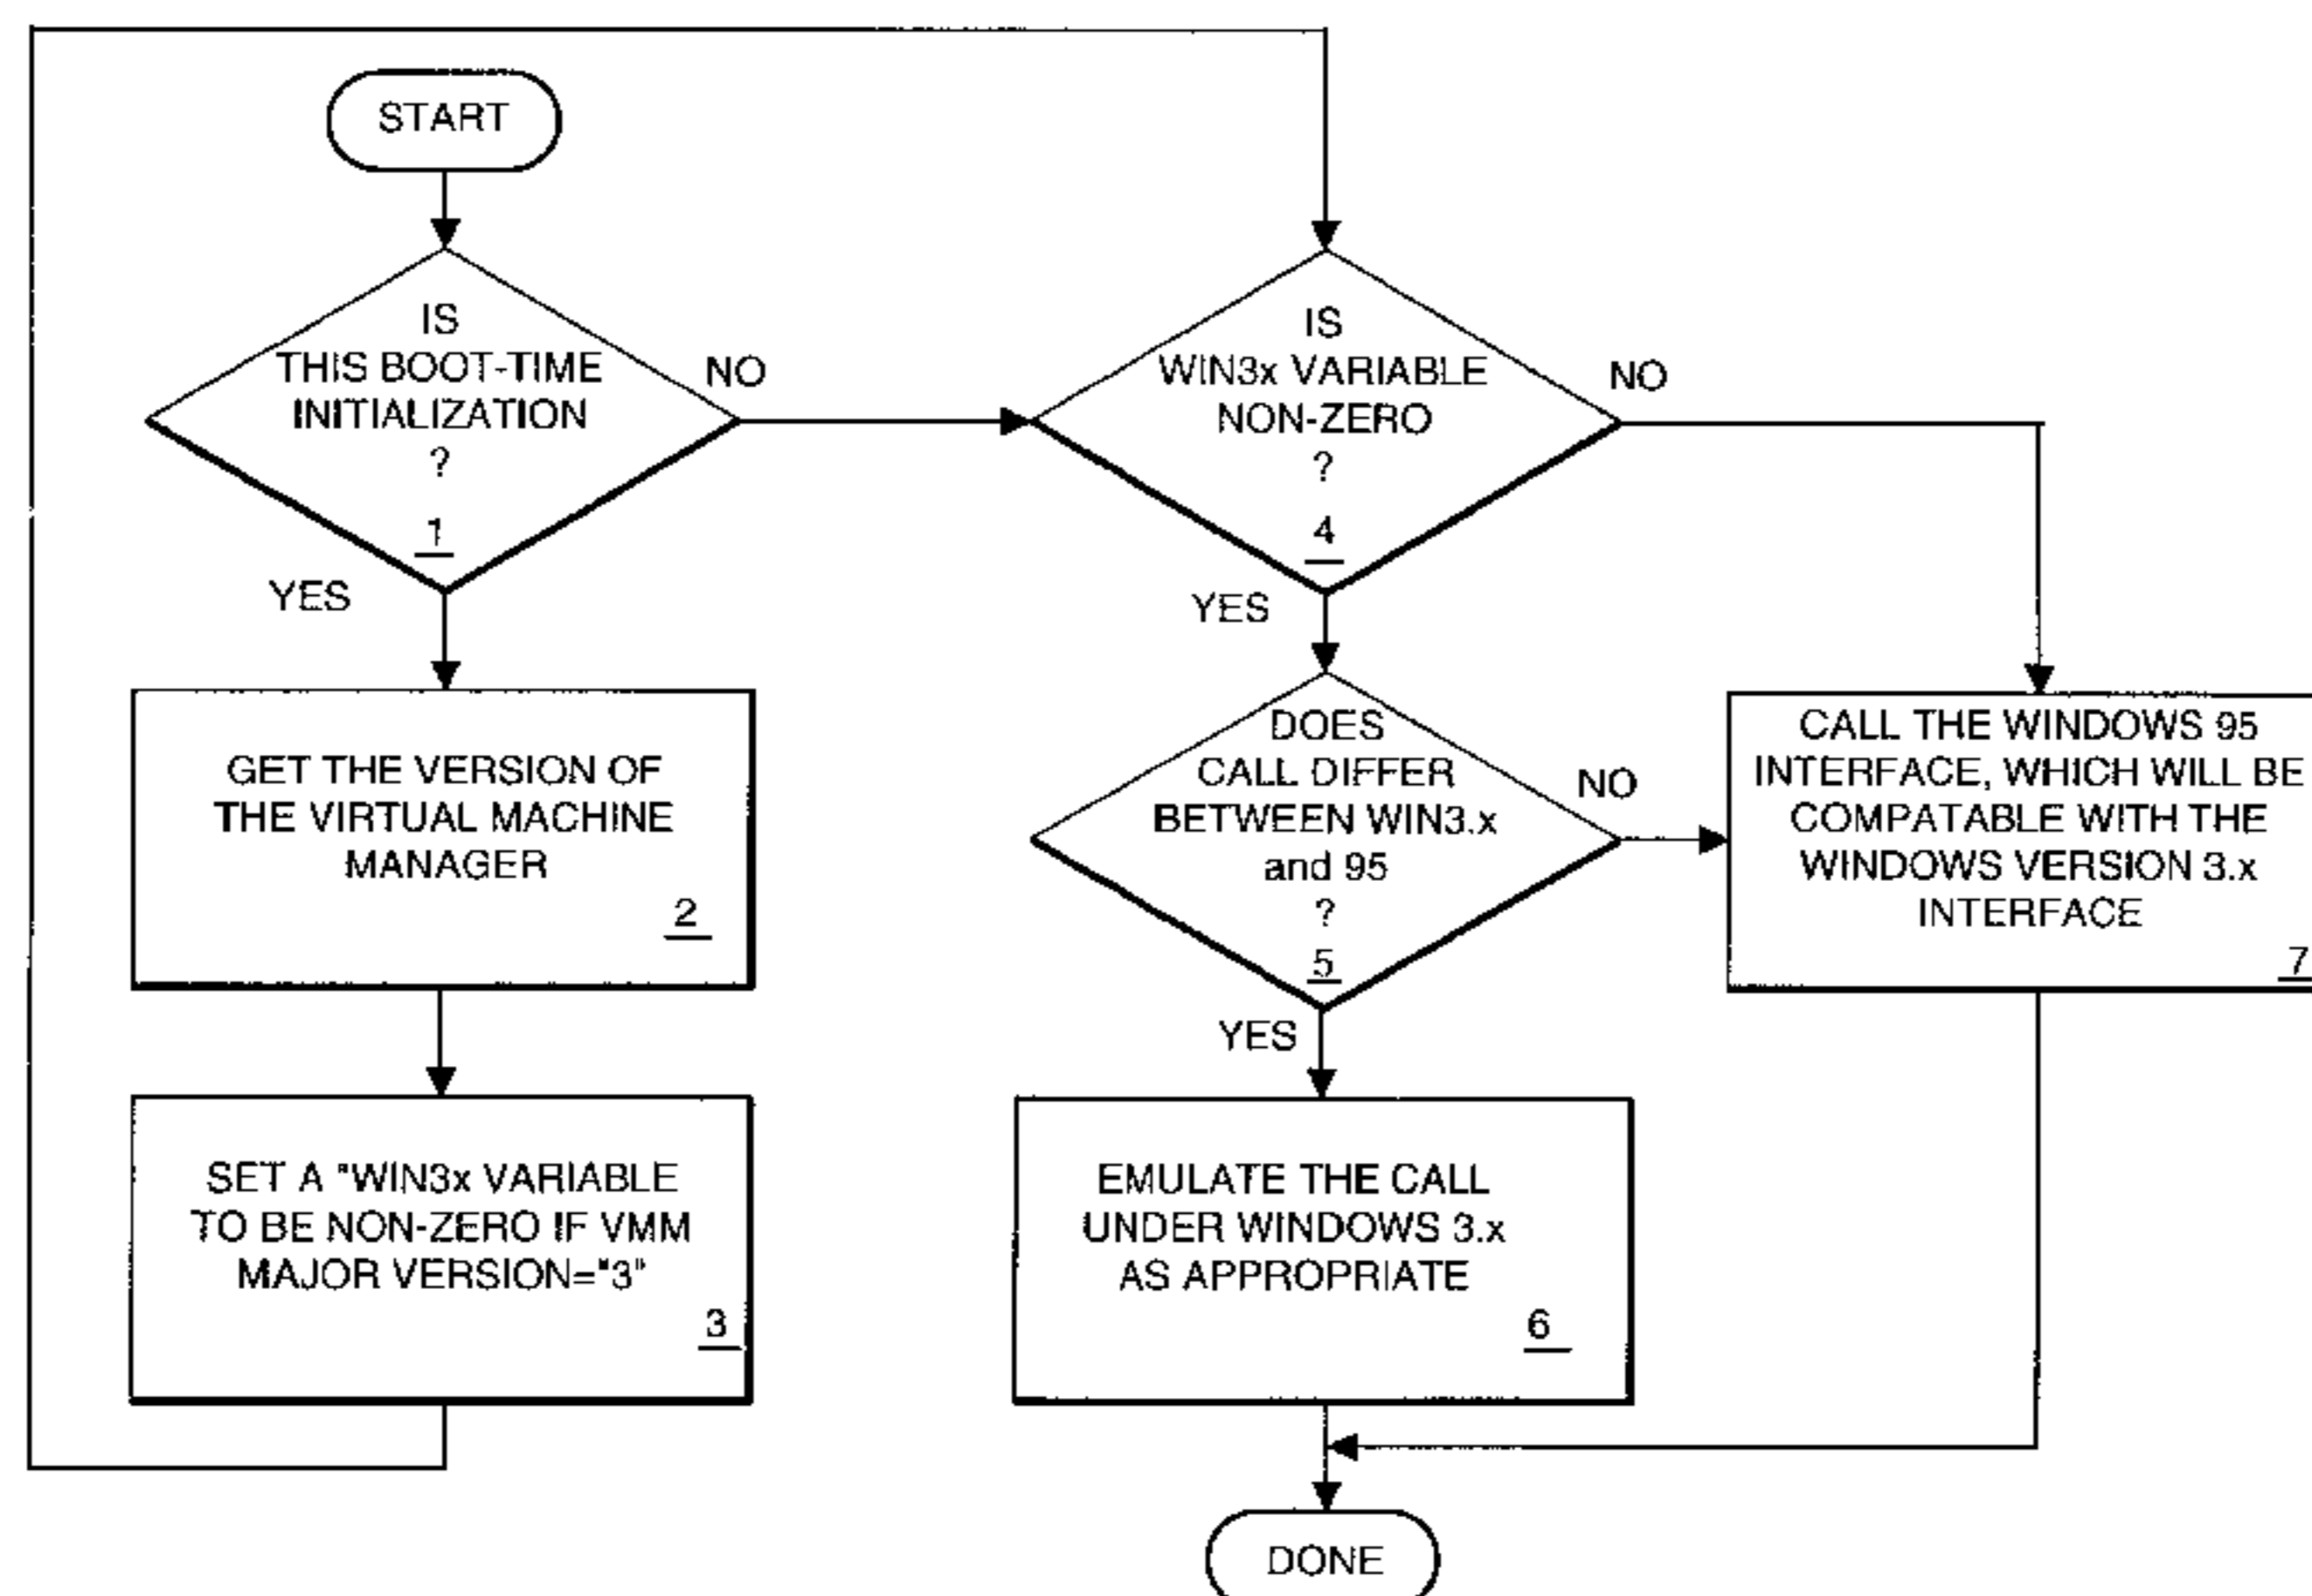 START
IS
THIS BOOT-TIME
INITIALIZATION
?
1
NO
YES
GET THE VERSION OF
THE VIRTUAL MACHINE
MANAGER
2
SET A "WIN3x VARIABLE
TO BE NON-ZERO IF VMM
MAJOR VERSION="3"
3
IS
WIN3x VARIABLE
NON-ZERO
?
4
NO
YES
DOES
CALL DIFFER
BETWEEN WIN3.x
and 95
?
5
NO
YES
EMULATE THE CALL
UNDER WINDOWS 3.x
AS APPROPRIATE
6
CALL THE WINDOWS 95
INTERFACE, WHICH WILL BE
COMPATABLE WITH THE
WINDOWS VERSION 3.x
INTERFACE
7
DONE